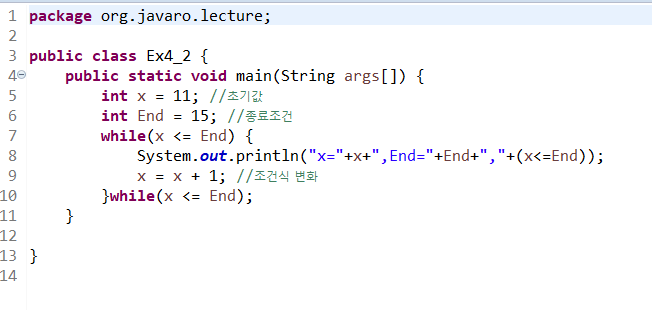 1 package org.javaro.lecture;
2
3 public class Ex4_2 {
4 public static void main(String args[]) {
5 int x = 11; //초기값
6 int End = 15; //종료조건
7 while(x <= End) {
8 System.out.println("x="+x+",End="+End+","+(x<=End));
9 x = x + 1; //조건식 변화
10 }while(x <= End);
11 }
12
13 }
14